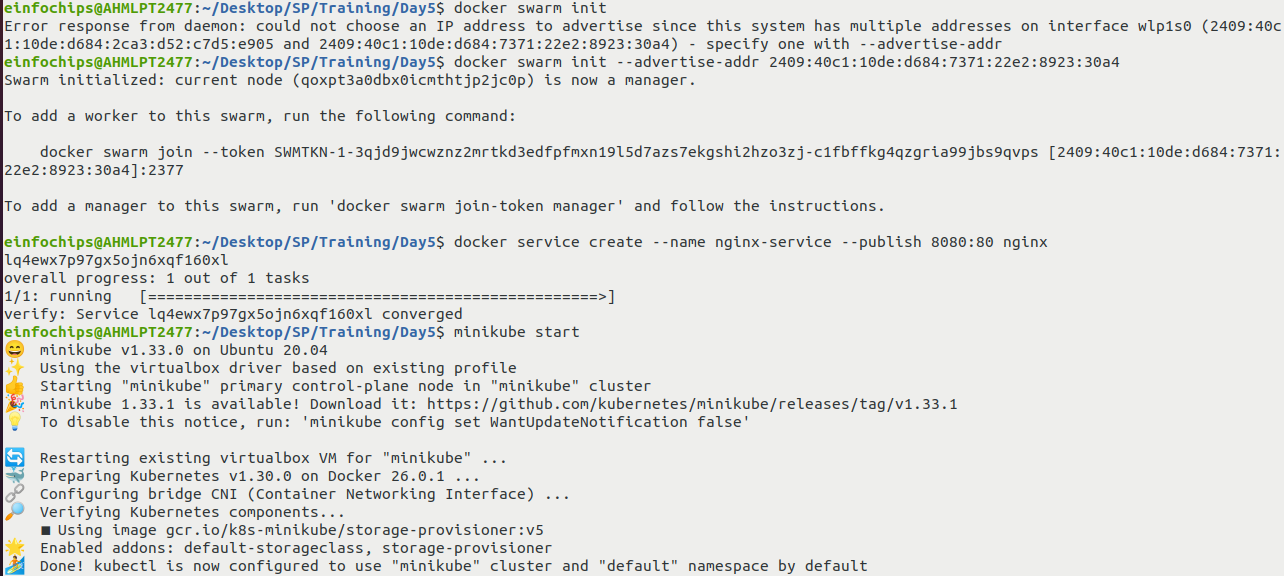 einfochips@AHMLPT2477:~/Desktop/SP/Training/Day5$ docker swarm init
Error response from daemon: could not choose an IP address to advertise since this system has multiple addresses on interface wlp1s0 (2409:40c
1:10de:d684:2ca3:d52:c7d5:e905 and 2409:40c1:10de:d684:7371:22e2:8923:30a4) - specify one with --advertise-addr
einfochips@AHMLPT2477:~/Desktop/SP/Training/Day5$ docker swarm init --advertise-addr 2409:40c1:10de:d684:7371:22e2:8923:30a4
Swarm initialized: current node (qoxpt3a0dbx0icmthtjp2jc0p) is now a manager.

To add a worker to this swarm, run the following command:

    docker swarm join --token SWMTKN-1-3qjd9jwcwznz2mrtkd3edfpfmxn19l5d7azs7ekgshi2hzo3zj-c1fbffkg4qzgria99jbs9qvps [2409:40c1:10de:d684:7371:
22e2:8923:30a4]:2377

To add a manager to this swarm, run 'docker swarm join-token manager' and follow the instructions.

einfochips@AHMLPT2477:~/Desktop/SP/Training/Day5$ docker service create --name nginx-service --publish 8080:80 nginx
lq4ewx7p97gx5ojn6xqf160xl
overall progress: 1 out of 1 tasks
1/1: running   [==================================================>]
verify: Service lq4ewx7p97gx5ojn6xqf160xl converged
einfochips@AHMLPT2477:~/Desktop/SP/Training/Day5$ minikube start
😄  minikube v1.33.0 on Ubuntu 20.04
✨  Using the virtualbox driver based on existing profile
👍  Starting "minikube" primary control-plane node in "minikube" cluster
🎉  minikube 1.33.1 is available! Download it: https://github.com/kubernetes/minikube/releases/tag/v1.33.1
💡  To disable this notice, run: 'minikube config set WantUpdateNotification false'

🔄  Restarting existing virtualbox VM for "minikube" ...
🐳  Preparing Kubernetes v1.30.0 on Docker 26.0.1 ...
🔗  Configuring bridge CNI (Container Networking Interface) ...
🔎  Verifying Kubernetes components...
    ▪ Using image gcr.io/k8s-minikube/storage-provisioner:v5
🌟  Enabled addons: default-storageclass, storage-provisioner
🏄  Done! kubectl is now configured to use "minikube" cluster and "default" namespace by default